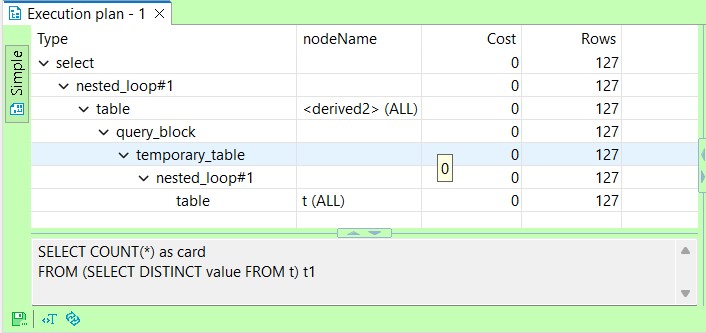 Execution plan - 1
Simple
Type nodeName Cost Rows
select 0 127
nested_loop#1 0 127
table <derived2> (ALL) 0 127
query_block 0 127
temporary_table 0 127
0
nested_loop#1 0 127
table t (ALL) 0 127
SELECT COUNT(*) as card
FROM (SELECT DISTINCT value FROM t) t1